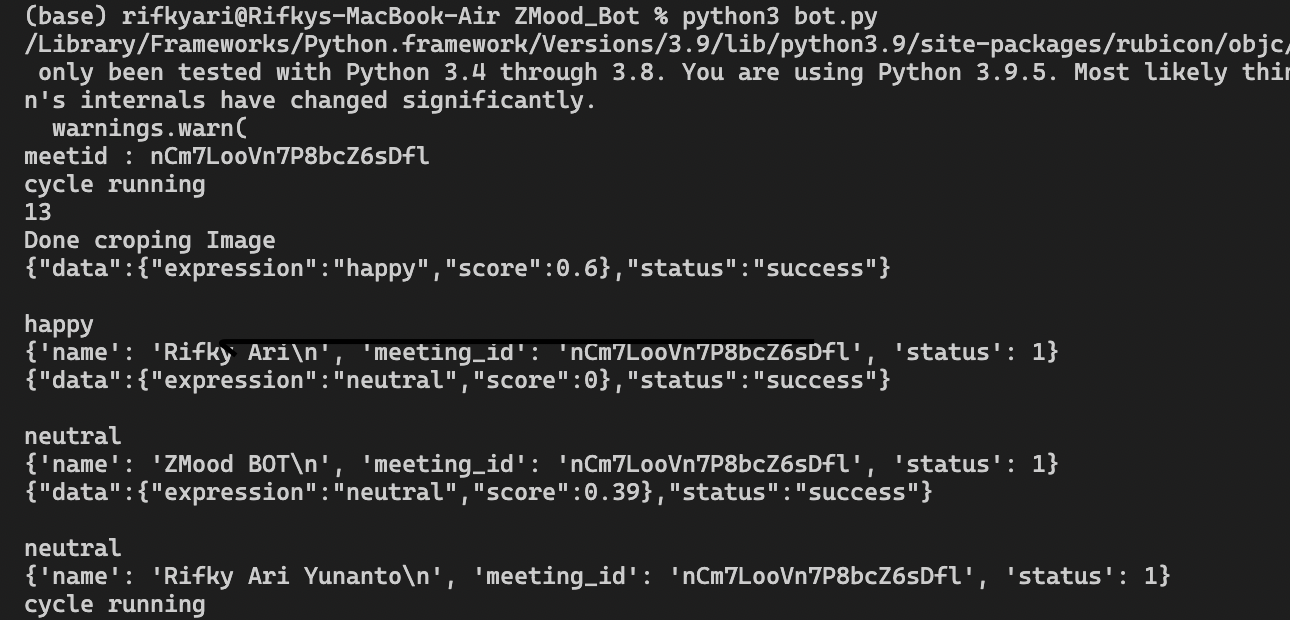 (base) rifkyari@Rifkys-MacBook-Air ZMood_Bot % python3 bot.py
/Library/Frameworks/Python.framework/Versions/3.9/lib/python3.9/site-packages/rubicon/objc/
only been tested with Python 3.4 through 3.8. You are using Python 3.9.5. Most likely
n's internals have changed significantly.
warnings.warn(
meetid : nCm7LooVn7P8bcZ6sDfl
cycle running
13
Done croping Image
{"data":{"expression":"happy","score":0.6},"status":"success"}
happy
{'name': 'Rifky Ari\n', 'meeting_id': 'nCm7LooVn7P8bcZ6sDfl', 'status': 1}
{"data":{"expression":"neutral","score":0},"status":"success"}
neutral
{'name': 'ZMood BOT\n', 'meeting_id': 'nCm7LooVn7P8bcZ6sDfl', 'status': 1}
{"data":{"expression":"neutral","score":0.39},"status":"success"}
neutral
{'name': 'Rifky Ari Yunanto\n', 'meeting_id': 'nCm7LooVn7P8bcZ6sDfl', 'status': 1}
cycle running